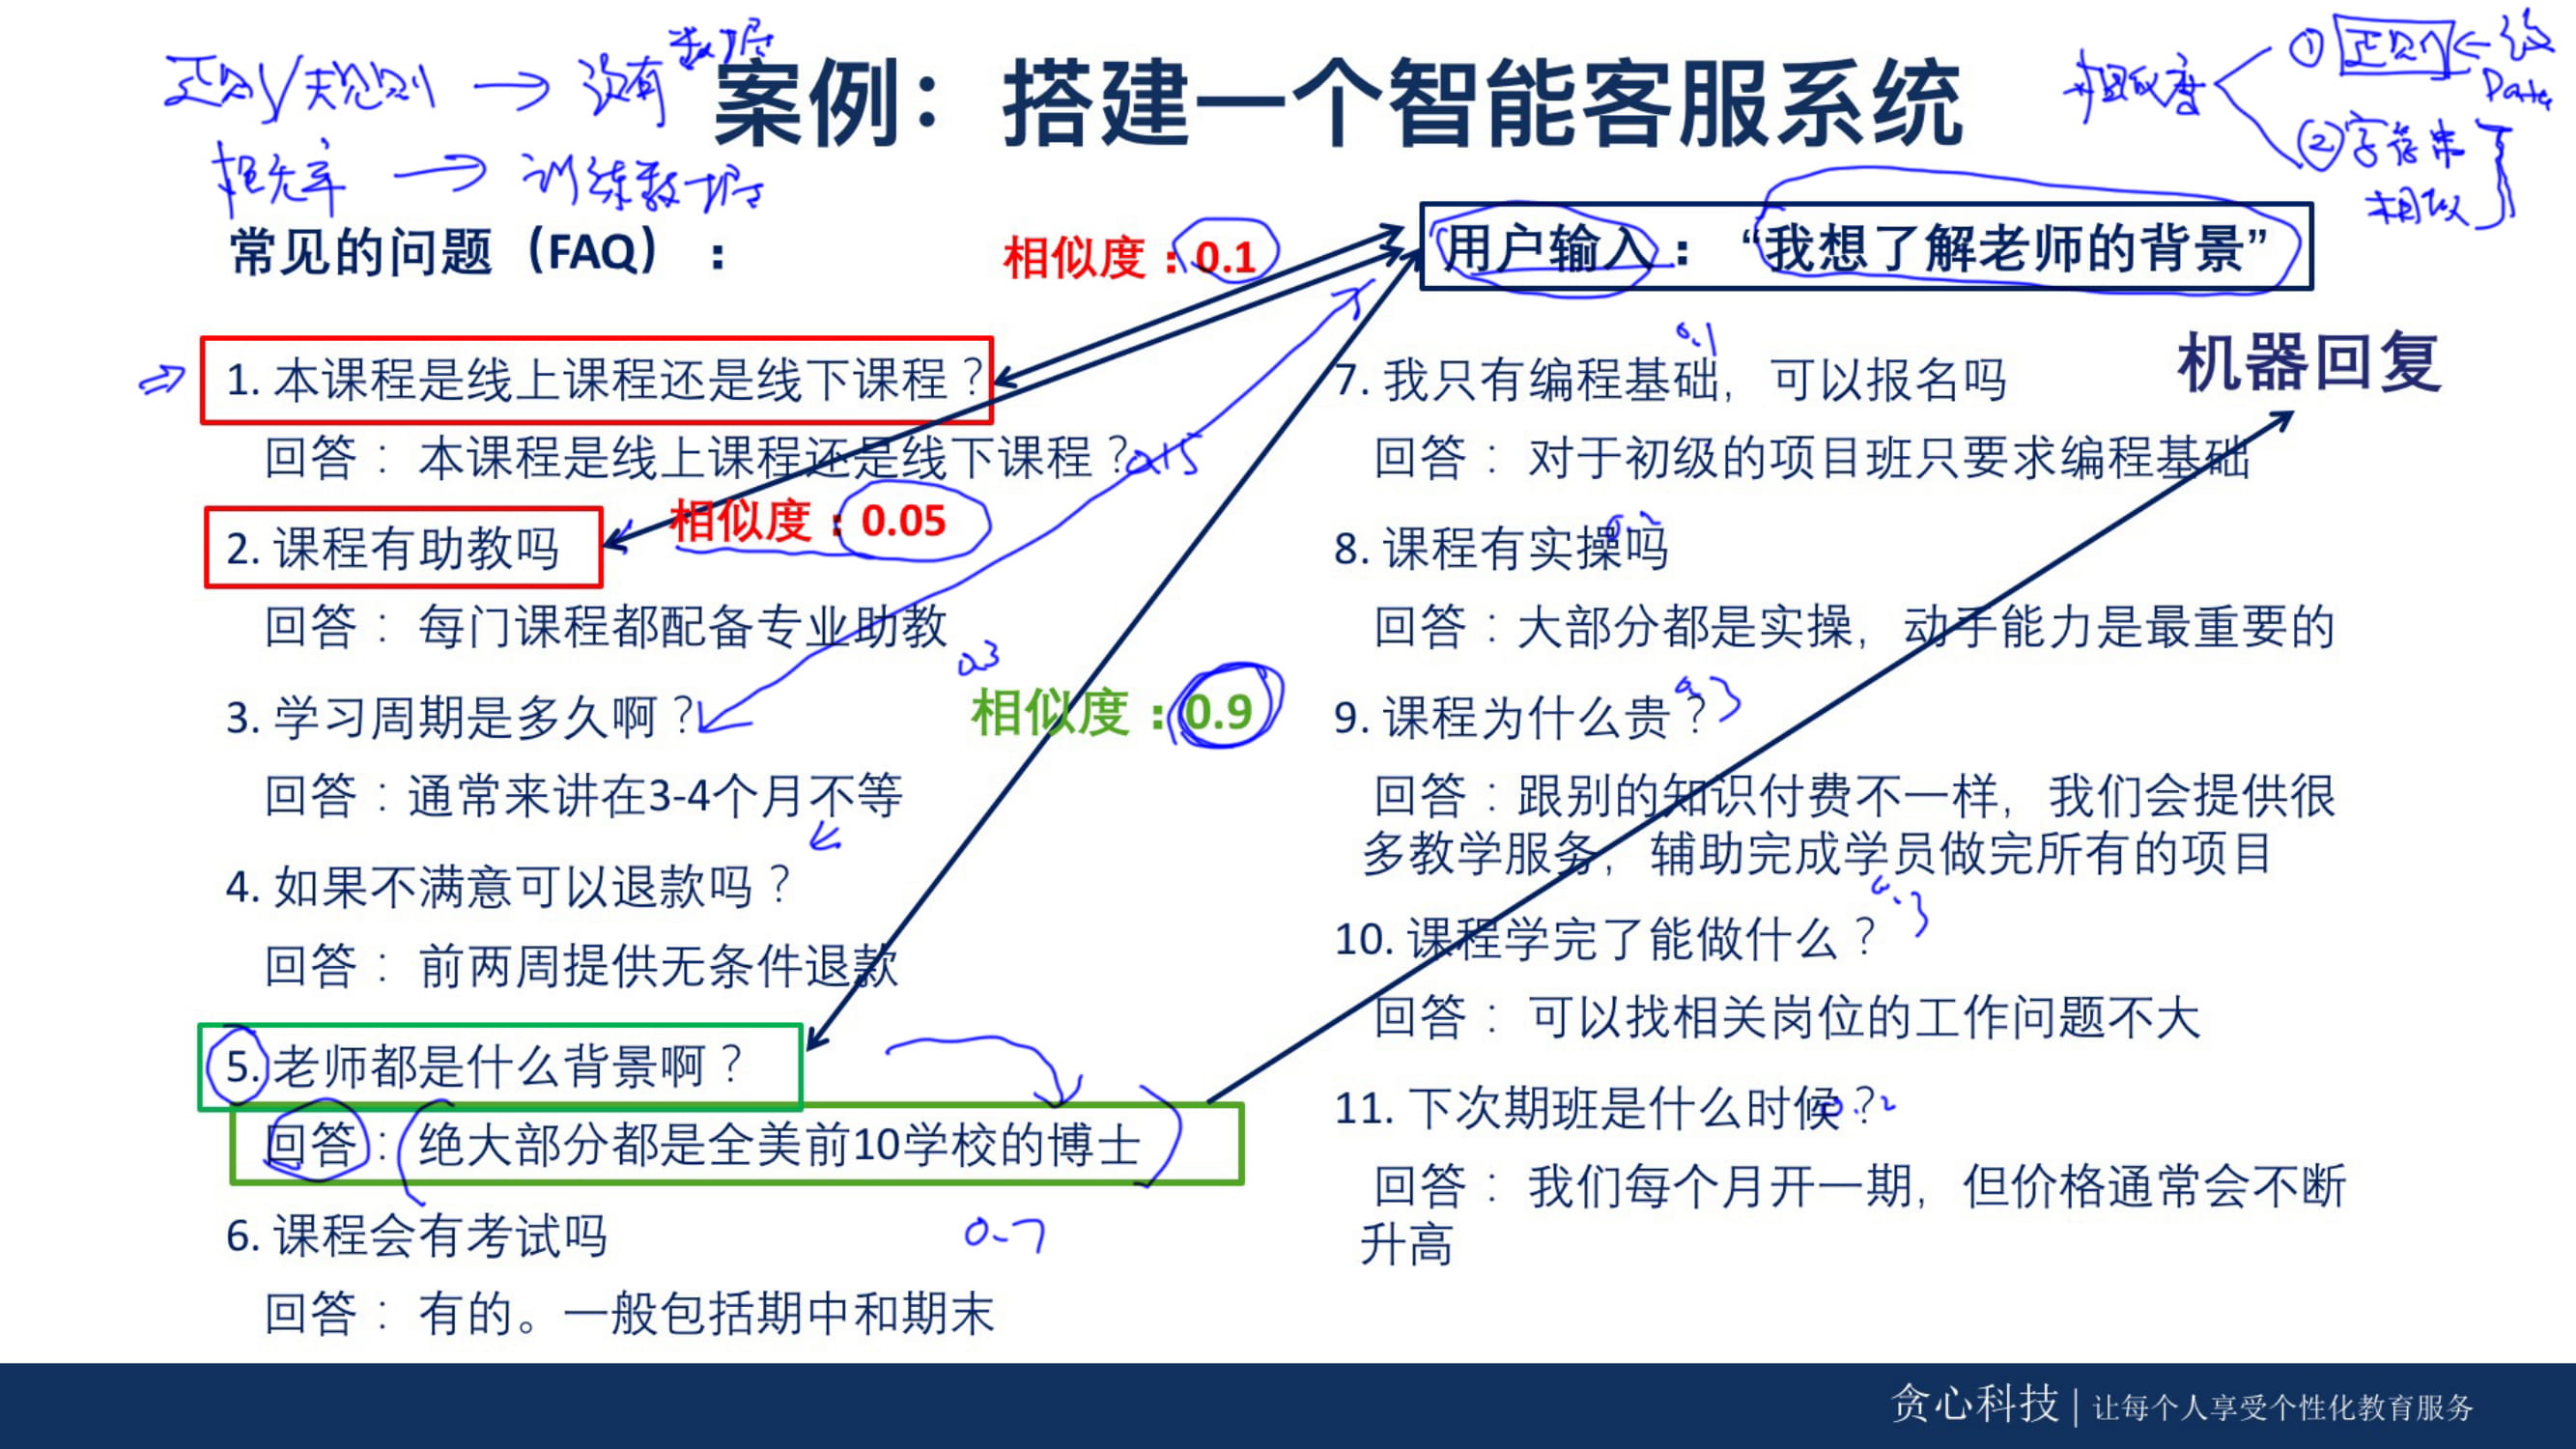 正则/规则 → 没有数据
概率 → 训练数据
案例：搭建一个智能客服系统
相似度
① 正则 ← 没 Data
② 字符串
相似
常见的问题（FAQ）：
相似度：0.1
用户输入：“我想了解老师的背景”
机器回复
1. 本课程是线上课程还是线下课程？
回答： 本课程是线上课程还是线下课程？
0.15
2. 课程有助教吗
相似度：0.05
回答： 每门课程都配备专业助教
0.3
3. 学习周期是多久啊？
相似度：0.9
回答：通常来讲在3-4个月不等
4. 如果不满意可以退款吗？
回答： 前两周提供无条件退款
5. 老师都是什么背景啊？
回答： 绝大部分都是全美前10学校的博士
6. 课程会有考试吗
0.7
回答： 有的。一般包括期中和期末
0.1
7. 我只有编程基础，可以报名吗
回答： 对于初级的项目班只要求编程基础
0.2
8. 课程有实操吗
回答：大部分都是实操，动手能力是最重要的
0.3
9. 课程为什么贵？
回答：跟别的知识付费不一样，我们会提供很
多教学服务，辅助完成学员做完所有的项目
0.3
10. 课程学完了能做什么？
回答： 可以找相关岗位的工作问题不大
11. 下次期班是什么时候？
0.2
回答： 我们每个月开一期，但价格通常会不断
升高
贪心科技 | 让每个人享受个性化教育服务